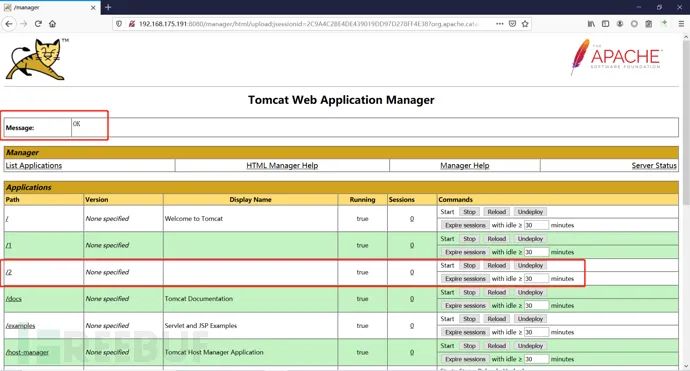 /manager
192.168.175.191:8080/manager/html/upload;jsessionid=2C9A4C28E4DE439019DD97D278FF4E38?org.apache.cat
TM
THE
APACHE
SOFTWARE FOUNDATION
Tomcat Web Application Manager
Message: OK
Manager
List Applications HTML Manager Help Manager Help Server Status
Applications
Path Version Display Name Running Sessions Commands
/ None specified Welcome to Tomcat true 0 Start Stop Reload Undeploy
Expire sessions with idle ≥ 30 minutes
/1 None specified true 0 Start Stop Reload Undeploy
Expire sessions with idle ≥ 30 minutes
/2 None specified true 0 Start Stop Reload Undeploy
Expire sessions with idle ≥ 30 minutes
/docs None specified Tomcat Documentation true 0 Start Stop Reload Undeploy
Expire sessions with idle ≥ 30 minutes
/examples None specified Servlet and JSP Examples true 0 Start Stop Reload Undeploy
Expire sessions with idle ≥ 30 minutes
/host-manager None specified Tomcat Host Manager Application true 0 Start Stop Reload Undeploy
Expire sessions with idle ≥ 30 minutes
FREEBUF